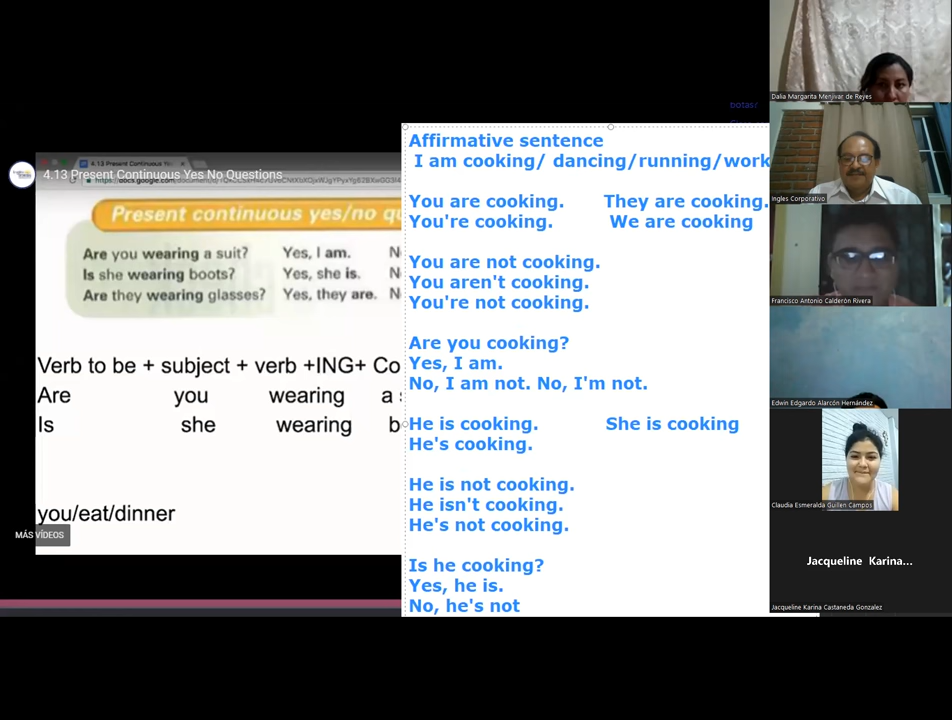 botas?
4.13 Present Continuous Yes No Questions
Present continuous yes/no qu
Are you wearing a suit? Yes, I am. N
Is she wearing boots? Yes, she is. N
Are they wearing glasses? Yes, they are. N
Verb to be + subject + verb +ING+ Co
Are you wearing a s
Is she wearing b
you/eat/dinner
MÁS VÍDEOS
Affirmative sentence
I am cooking/ dancing/running/work
You are cooking. They are cooking.
You're cooking. We are cooking
You are not cooking.
You aren't cooking.
You're not cooking.
Are you cooking?
Yes, I am.
No, I am not. No, I'm not.
He is cooking. She is cooking
He's cooking.
He is not cooking.
He isn't cooking.
He's not cooking.
Is he cooking?
Yes, he is.
No, he's not
Dalia Margarita Menjivar de Reyes
Ingles Corporativo
Francisco Antonio Calderón Rivera
Edwin Edgardo Alarcón Hernández
Claudia Esmeralda Guillen Campos
Jacqueline Karina...
Jacqueline Karina Castaneda Gonzalez